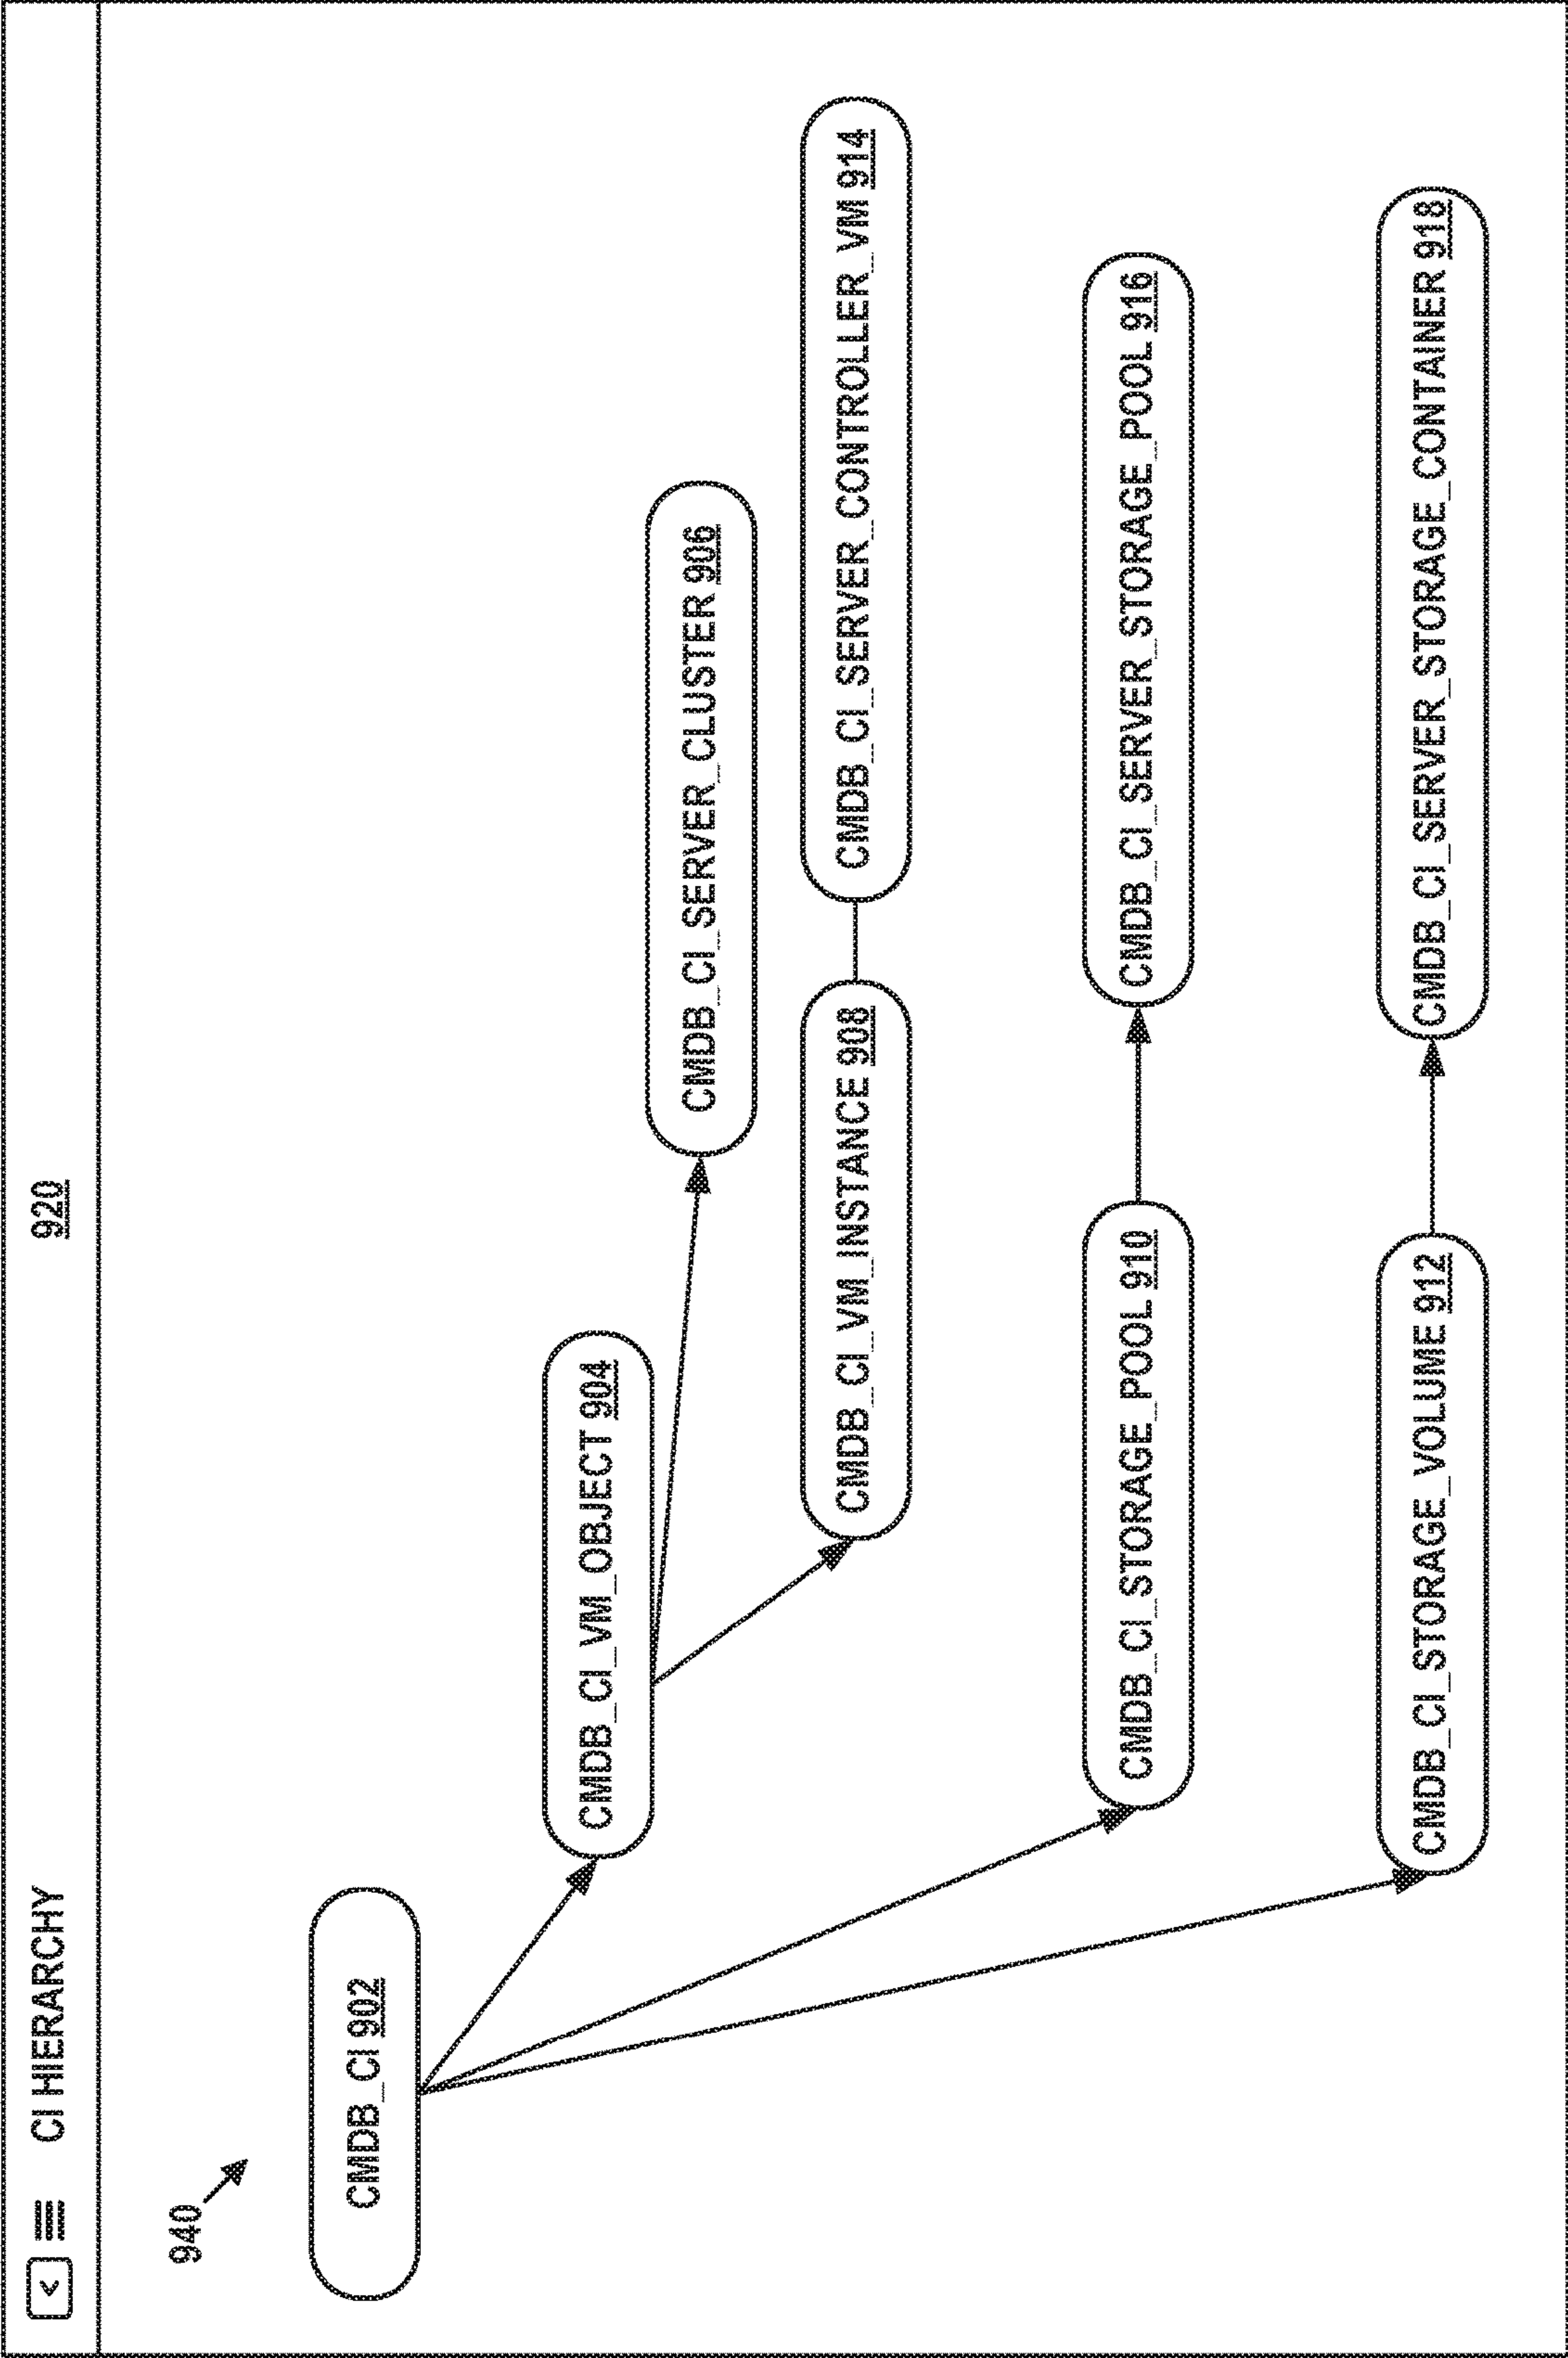 < CI HIERARCHY 920
940
CMDB_CI 902
CMDB_CI_VM_OBJECT 904
CMDB_CI_SERVER_CLUSTER 906
CMDB_CI_VM_INSTANCE 908
CMDB_CI_SERVER_CONTROLLER_VM 914
CMDB_CI_STORAGE_POOL 910
CMDB_CI_SERVER_STORAGE_POOL 916
CMDB_CI_STORAGE_VOLUME 912
CMDB_CI_SERVER_STORAGE_CONTAINER 918